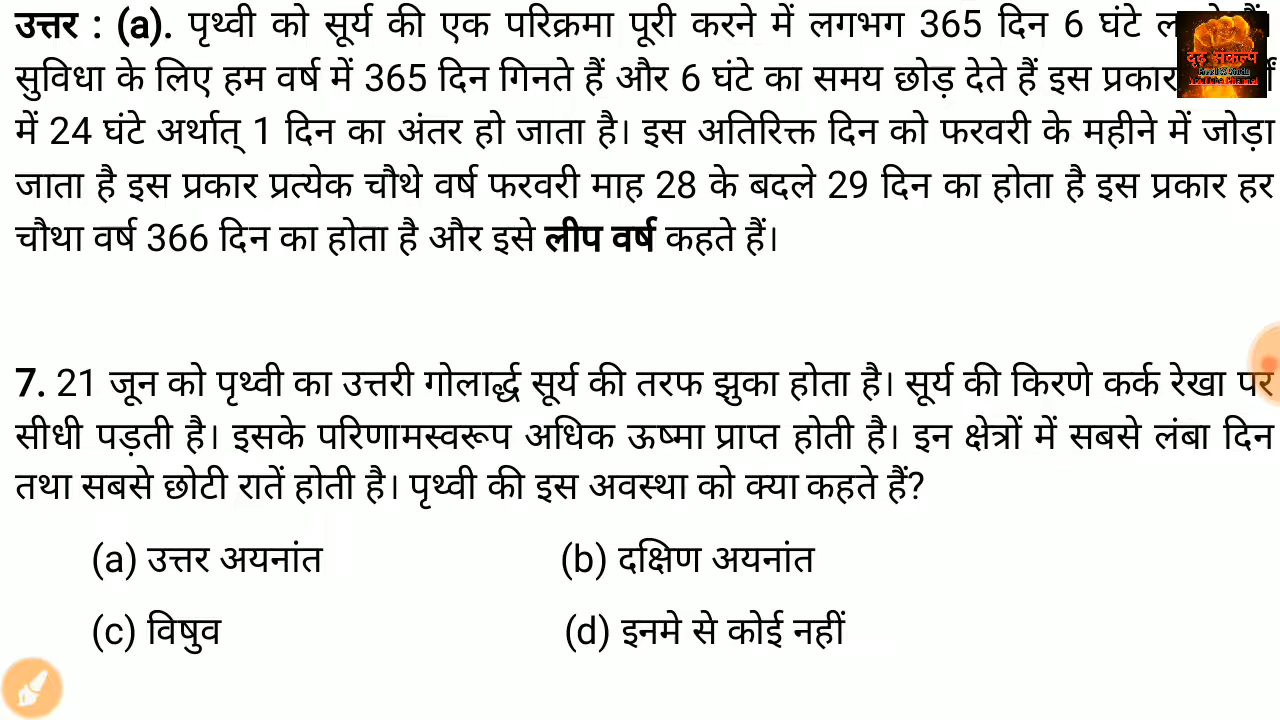 उत्तर : (a). पृथ्वी को सूर्य की एक परिक्रमा पूरी करने में लगभग 365 दिन 6 घंटे
सुविधा के लिए हम वर्ष में 365 दिन गिनते हैं और 6 घंटे का समय छोड़ देते हैं इस प्रकार
में 24 घंटे अर्थात् 1 दिन का अंतर हो जाता है। इस अतिरिक्त दिन को फरवरी के महीने में जोड़ा
जाता है इस प्रकार प्रत्येक चौथे वर्ष फरवरी माह 28 के बदले 29 दिन का होता है इस प्रकार हर
चौथा वर्ष 366 दिन का होता है और इसे लीप वर्ष कहते हैं।
दृढ़ संकल्प
7. 21 जून को पृथ्वी का उत्तरी गोलार्द्ध सूर्य की तरफ झुका होता है। सूर्य की किरणे कर्क रेखा पर
सीधी पड़ती है। इसके परिणामस्वरूप अधिक ऊष्मा प्राप्त होती है। इन क्षेत्रों में सबसे लंबा दिन
तथा सबसे छोटी रातें होती है। पृथ्वी की इस अवस्था को क्या कहते हैं?
(a) उत्तर अयनांत (b) दक्षिण अयनांत
(c) विषुव (d) इनमे से कोई नहीं